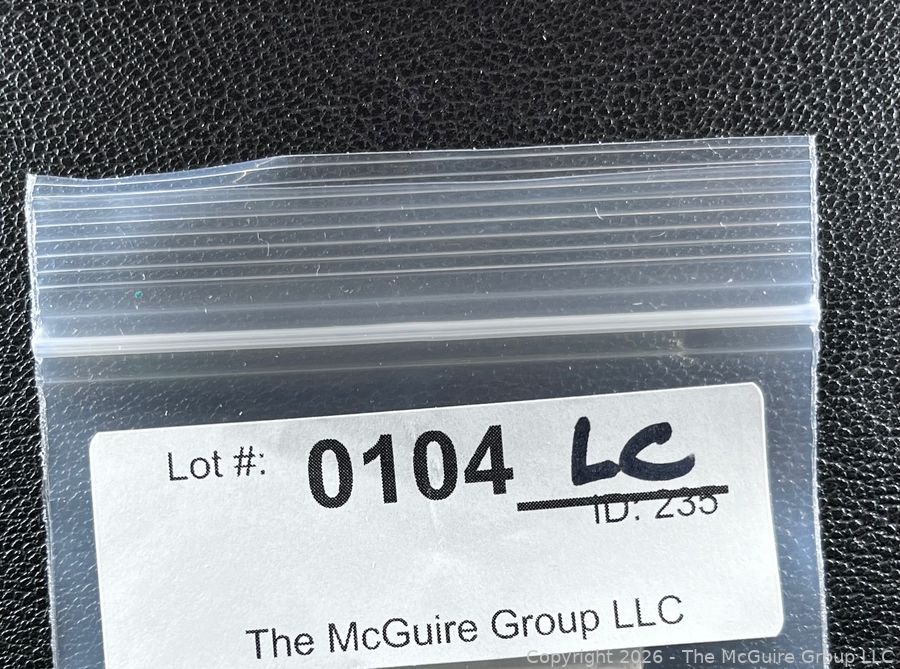 Lot #: 0104 LC
ID: 235
The McGuire Group LLC
Copyright 2026 - The McGuire Group LLC